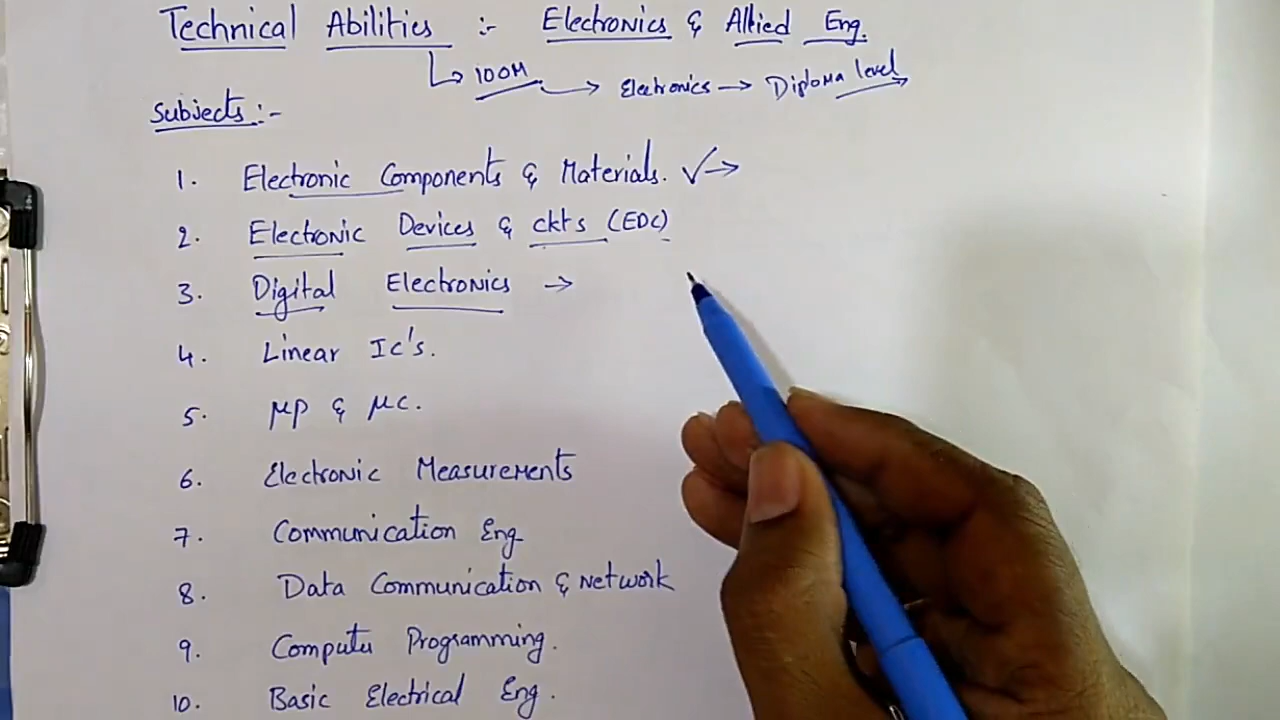 Technical Abilities :- Electronics & Allied Eng.
↳ 100M → Electronics → Diploma level
Subjects :-
1. Electronic Components & Materials. ✓→
2. Electronic Devices & ckts (EDC)
3. Digital Electronics →
4. Linear Ic's.
5. μp & μc.
6. Electronic Measurements
7. Communication Eng
8. Data Communication & Network
9. Computer Programming.
10. Basic Electrical Eng.